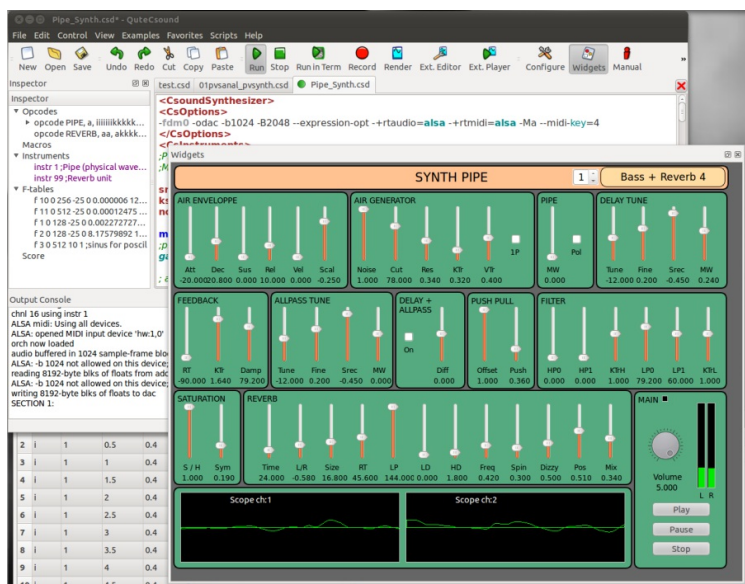 Pipe_Synth.csd* - QuteCsound
File Edit Control View Examples Favorites Scripts Help
New Open Save Undo Redo Cut Copy Paste Run Stop Run in Term Record Render Ext. Editor Ext. Player Configure Widgets Manual
Inspector
test.csd 01pvsanal_pvsynth.csd Pipe_Synth.csd
Inspector
Opcodes
opcode PIPE, a, iiiiiikkkkk...
opcode REVERB, aa, akkkk...
Macros
Instruments
instr 1 ;Pipe (physical wave...
instr 99 ;Reverb unit
F-tables
f 10 0 256 -25 0 0.000006 12...
f 11 0 512 -25 0 0.00012475 ...
f 1 0 128 -25 0 0.002272727...
f 2 0 128 -25 0 8.17579892 1...
f 3 0 512 10 1 ;sinus for poscil
Score
<CsoundSynthesizer>
<CsOptions>
-fdm0 -odac -b1024 -B2048 --expression-opt -+rtaudio=alsa -+rtmidi=alsa -Ma --midi-key=4
</CsOptions>
<CsInstruments>
Widgets
SYNTH PIPE
1
Bass + Reverb 4
AIR ENVELOPPE
Att Dec Sus Rel Vel Scal
-20.000 20.800 0.000 10.000 0.000 -0.250
AIR GENERATOR
1P
Noise Cut Res KTr VTr
1.000 78.000 0.340 0.320 0.400
PIPE
Pol
MW
0.000
DELAY TUNE
Tune Fine Srec MW
-12.000 0.200 -0.450 0.240
FEEDBACK
RT KTr Damp
-90.000 1.640 79.200
ALLPASS TUNE
Tune Fine Srec MW
-12.000 0.200 -0.450 0.000
DELAY +
ALLPASS
On
Diff
0.000
PUSH PULL
Offset Push
1.000 0.360
FILTER
HP0 HP1 KTrH LP0 LP1 KTrL
0.000 0.000 1.000 79.200 60.000 1.000
SATURATION
S / H Sym
1.000 0.190
REVERB
Time L/R Size RT LP LD HD Freq Spin Dizzy Pos Mix
24.000 -0.580 16.800 45.600 144.000 0.000 1.800 0.420 0.300 0.500 0.510 0.340
MAIN
Volume
5.000
L R
Play
Pause
Stop
Scope ch:1
Scope ch:2
Output Console
chnl 16 using instr 1
ALSA midi: Using all devices.
ALSA: opened MIDI input device 'hw:1,0'
orch now loaded
audio buffered in 1024 sample-frame blo
ALSA: -b 1024 not allowed on this device;
reading 8192-byte blks of floats from adc
ALSA: -b 1024 not allowed on this device;
writing 8192-byte blks of floats to dac
SECTION 1:
2 i 1 0.5 0.4
3 i 1 1 0.4
4 i 1 1.5 0.4
5 i 1 2 0.4
6 i 1 2.5 0.4
7 i 1 3 0.4
8 i 1 3.5 0.4
9 i 1 4 0.4